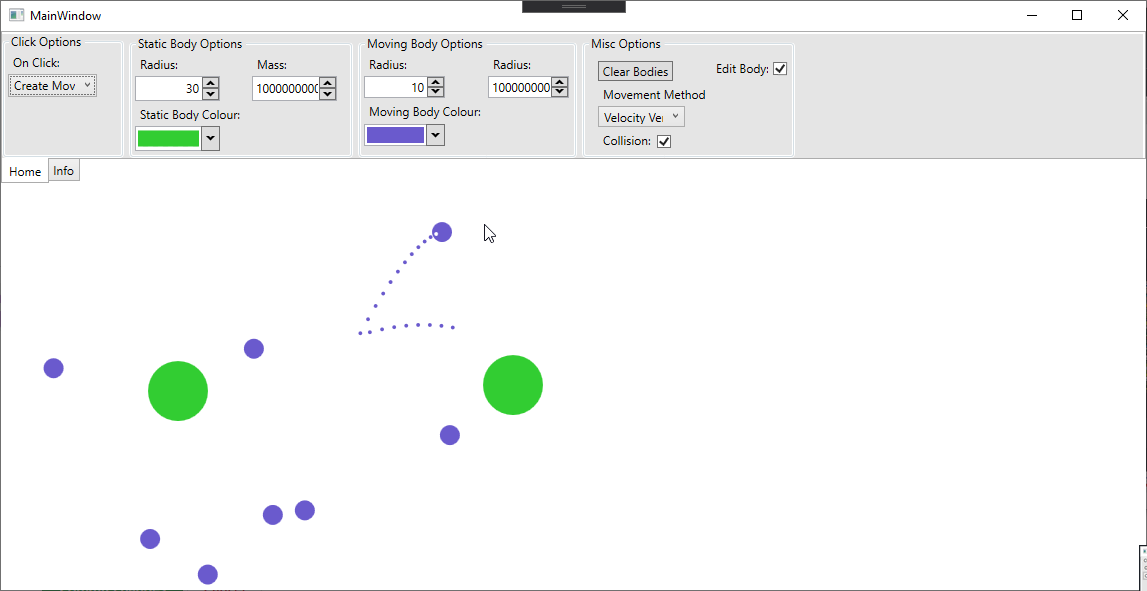 MainWindow
Click Options
On Click:
Create Mov
Static Body Options
Radius:
Mass:
30
1000000000
Static Body Colour:
Moving Body Options
Radius:
Radius:
10
100000000
Moving Body Colour:
Misc Options
Clear Bodies
Edit Body:
Movement Method
Velocity Ver
Collision:
Home
Info